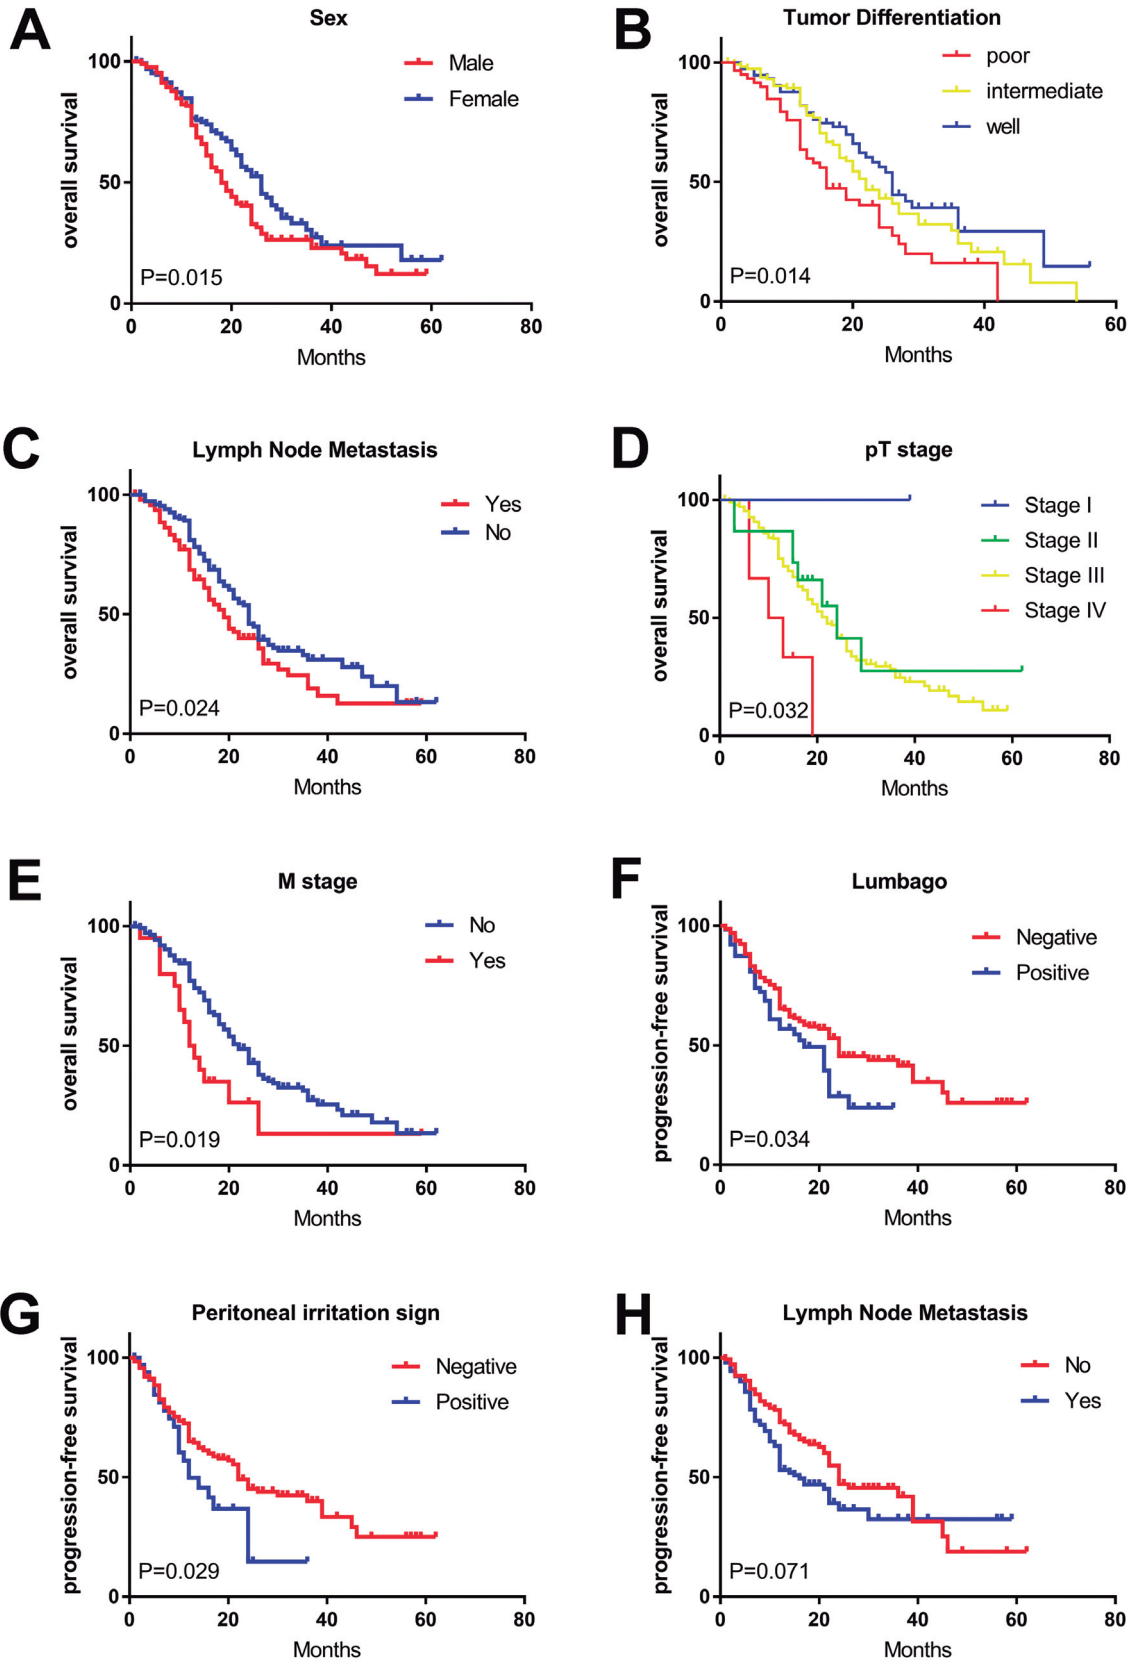 A
Sex
overall survival
100
50
0
Male
Female
P=0.015
0 20 40 60 80
Months
B
Tumor Differentiation
overall survival
100
50
0
poor
intermediate
well
P=0.014
0 20 40 60
Months
C
Lymph Node Metastasis
overall survival
100
50
0
Yes
No
P=0.024
0 20 40 60 80
Months
D
pT stage
overall survival
100
50
0
Stage I
Stage II
Stage III
Stage IV
P=0.032
0 20 40 60 80
Months
E
M stage
overall survival
100
50
0
No
Yes
P=0.019
0 20 40 60 80
Months
F
Lumbago
progression-free survival
100
50
0
Negative
Positive
P=0.034
0 20 40 60 80
Months
G
Peritoneal irritation sign
progression-free survival
100
50
0
Negative
Positive
P=0.029
0 20 40 60 80
Months
H
Lymph Node Metastasis
progression-free survival
100
50
0
No
Yes
P=0.071
0 20 40 60 80
Months